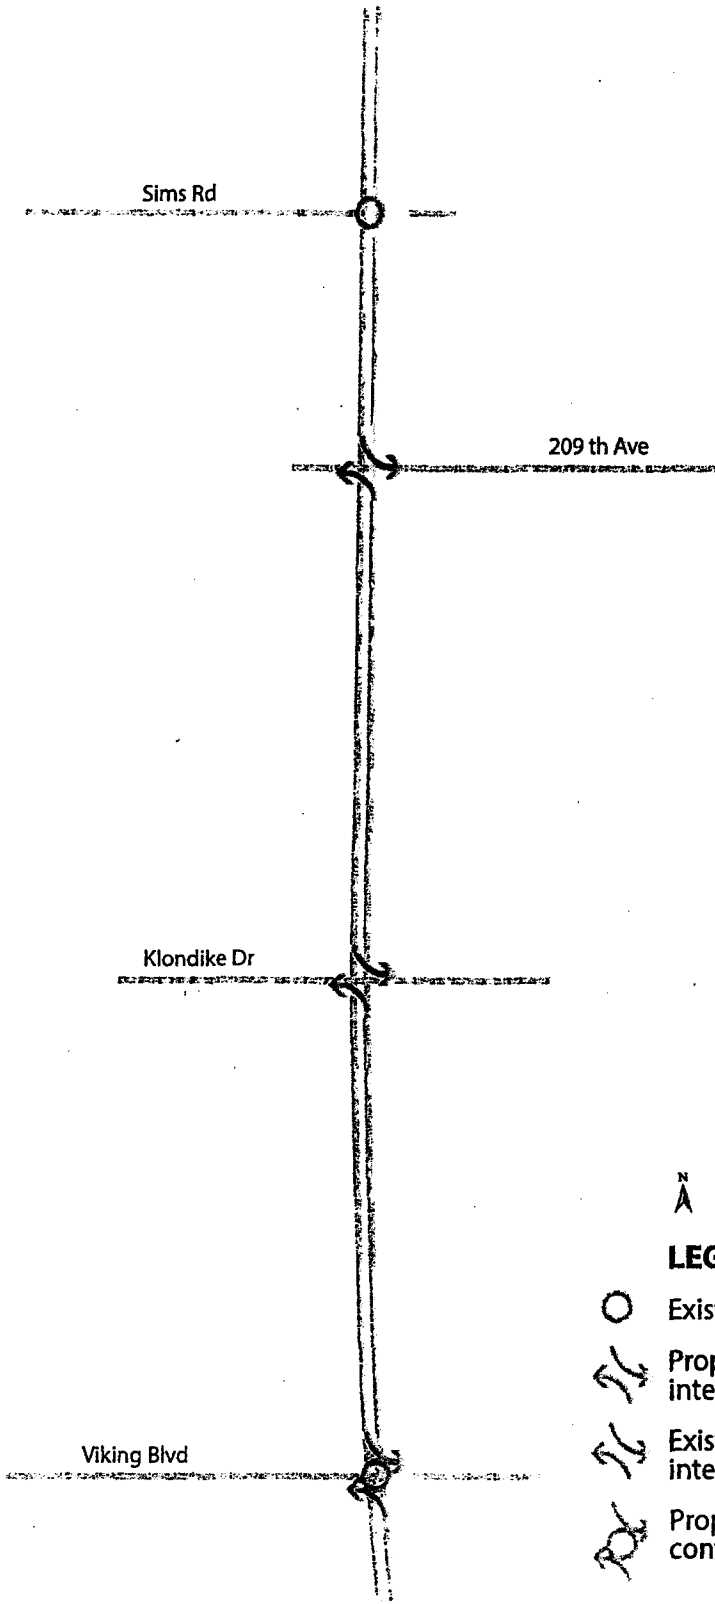 Sims Rd
209 th Ave
Klondike Dr
Viking Blvd
N
LEG
Exis
Prop
inte
Exis
inte
Prop
con